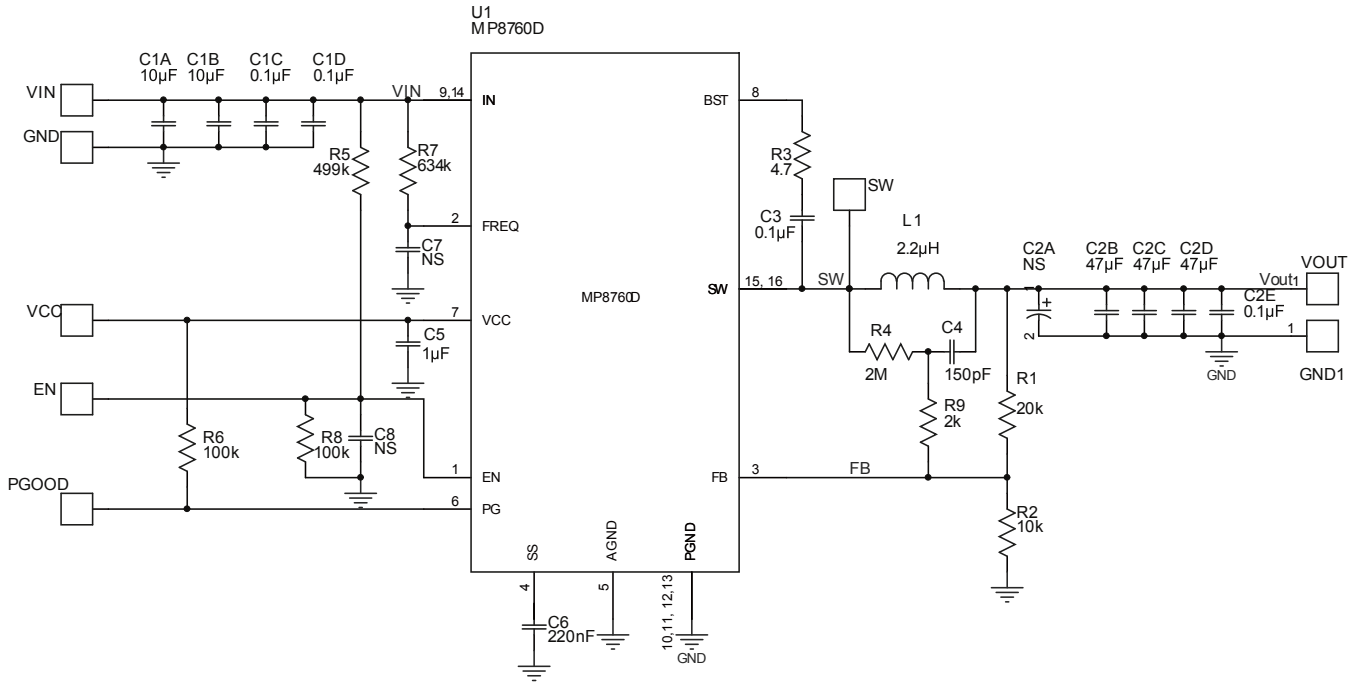 U1
MP8760D
C1A
10µF
C1B
10µF
C1C
0.1µF
C1D
0.1µF
VIN
GND
VIN
9,14
IN
R5
499k
R7
634k
2
FREQ
C7
NS
VCC
7
VCC
C5
1µF
EN
R6
100k
R8
100k
C8
NS
1
EN
PGOOD
6
PG
SS
AGND
PGND
4
5
10,11, 12,13
C6
220nF
GND
MP8760D
BST
8
R3
4.7
C3
0.1µF
SW
L1
2.2µH
SW
15, 16
SW
R4
2M
C4
150pF
R9
2k
R1
20k
FB
3
FB
R2
10k
C2A
NS
1
2
C2B
47µF
C2C
47µF
C2D
47µF
C2E
0.1µF
Vout
1
VOUT
GND
1
GND1